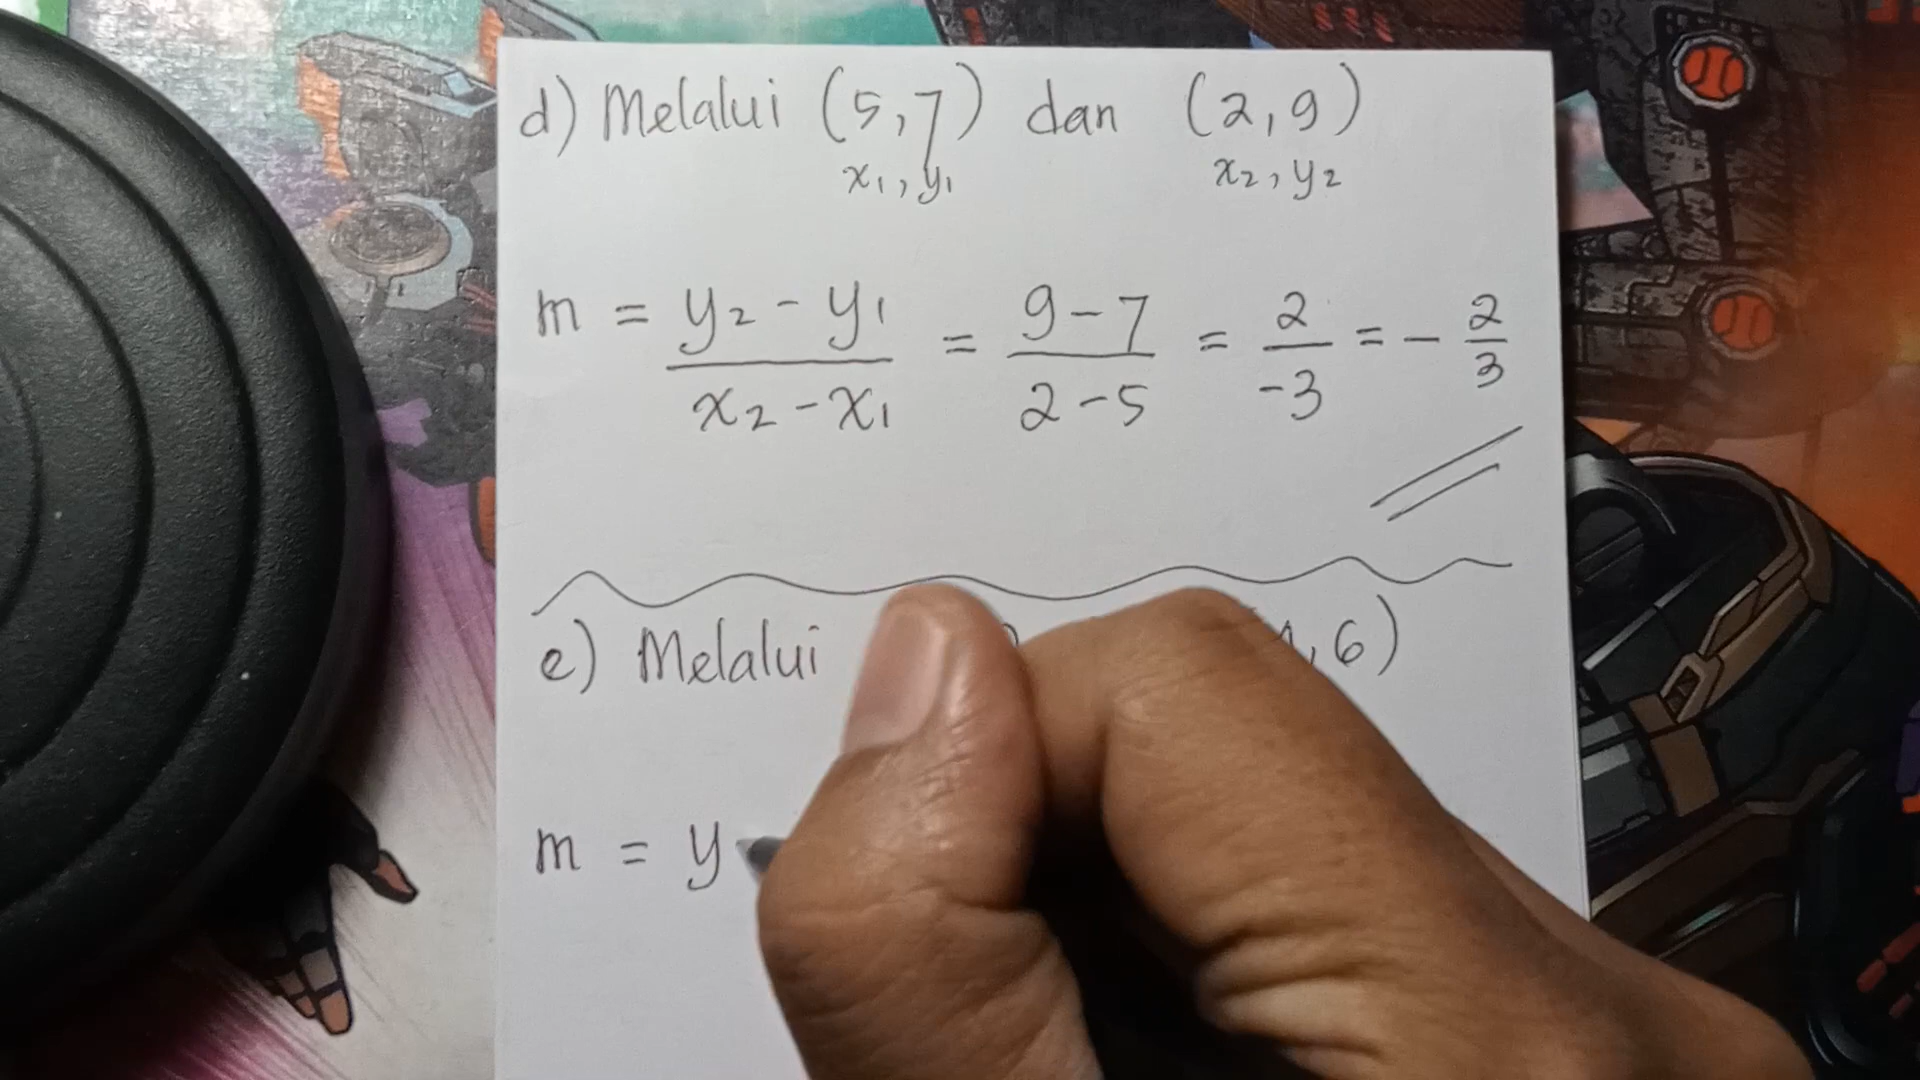 d) Melalui (5,7) dan (2,9)
x1, y1 x2, y2
m = y2 - y1 / x2 - x1 = 9 - 7 / 2 - 5 = 2 / -3 = - 2 / 3
e) Melalui ,6)
m = y